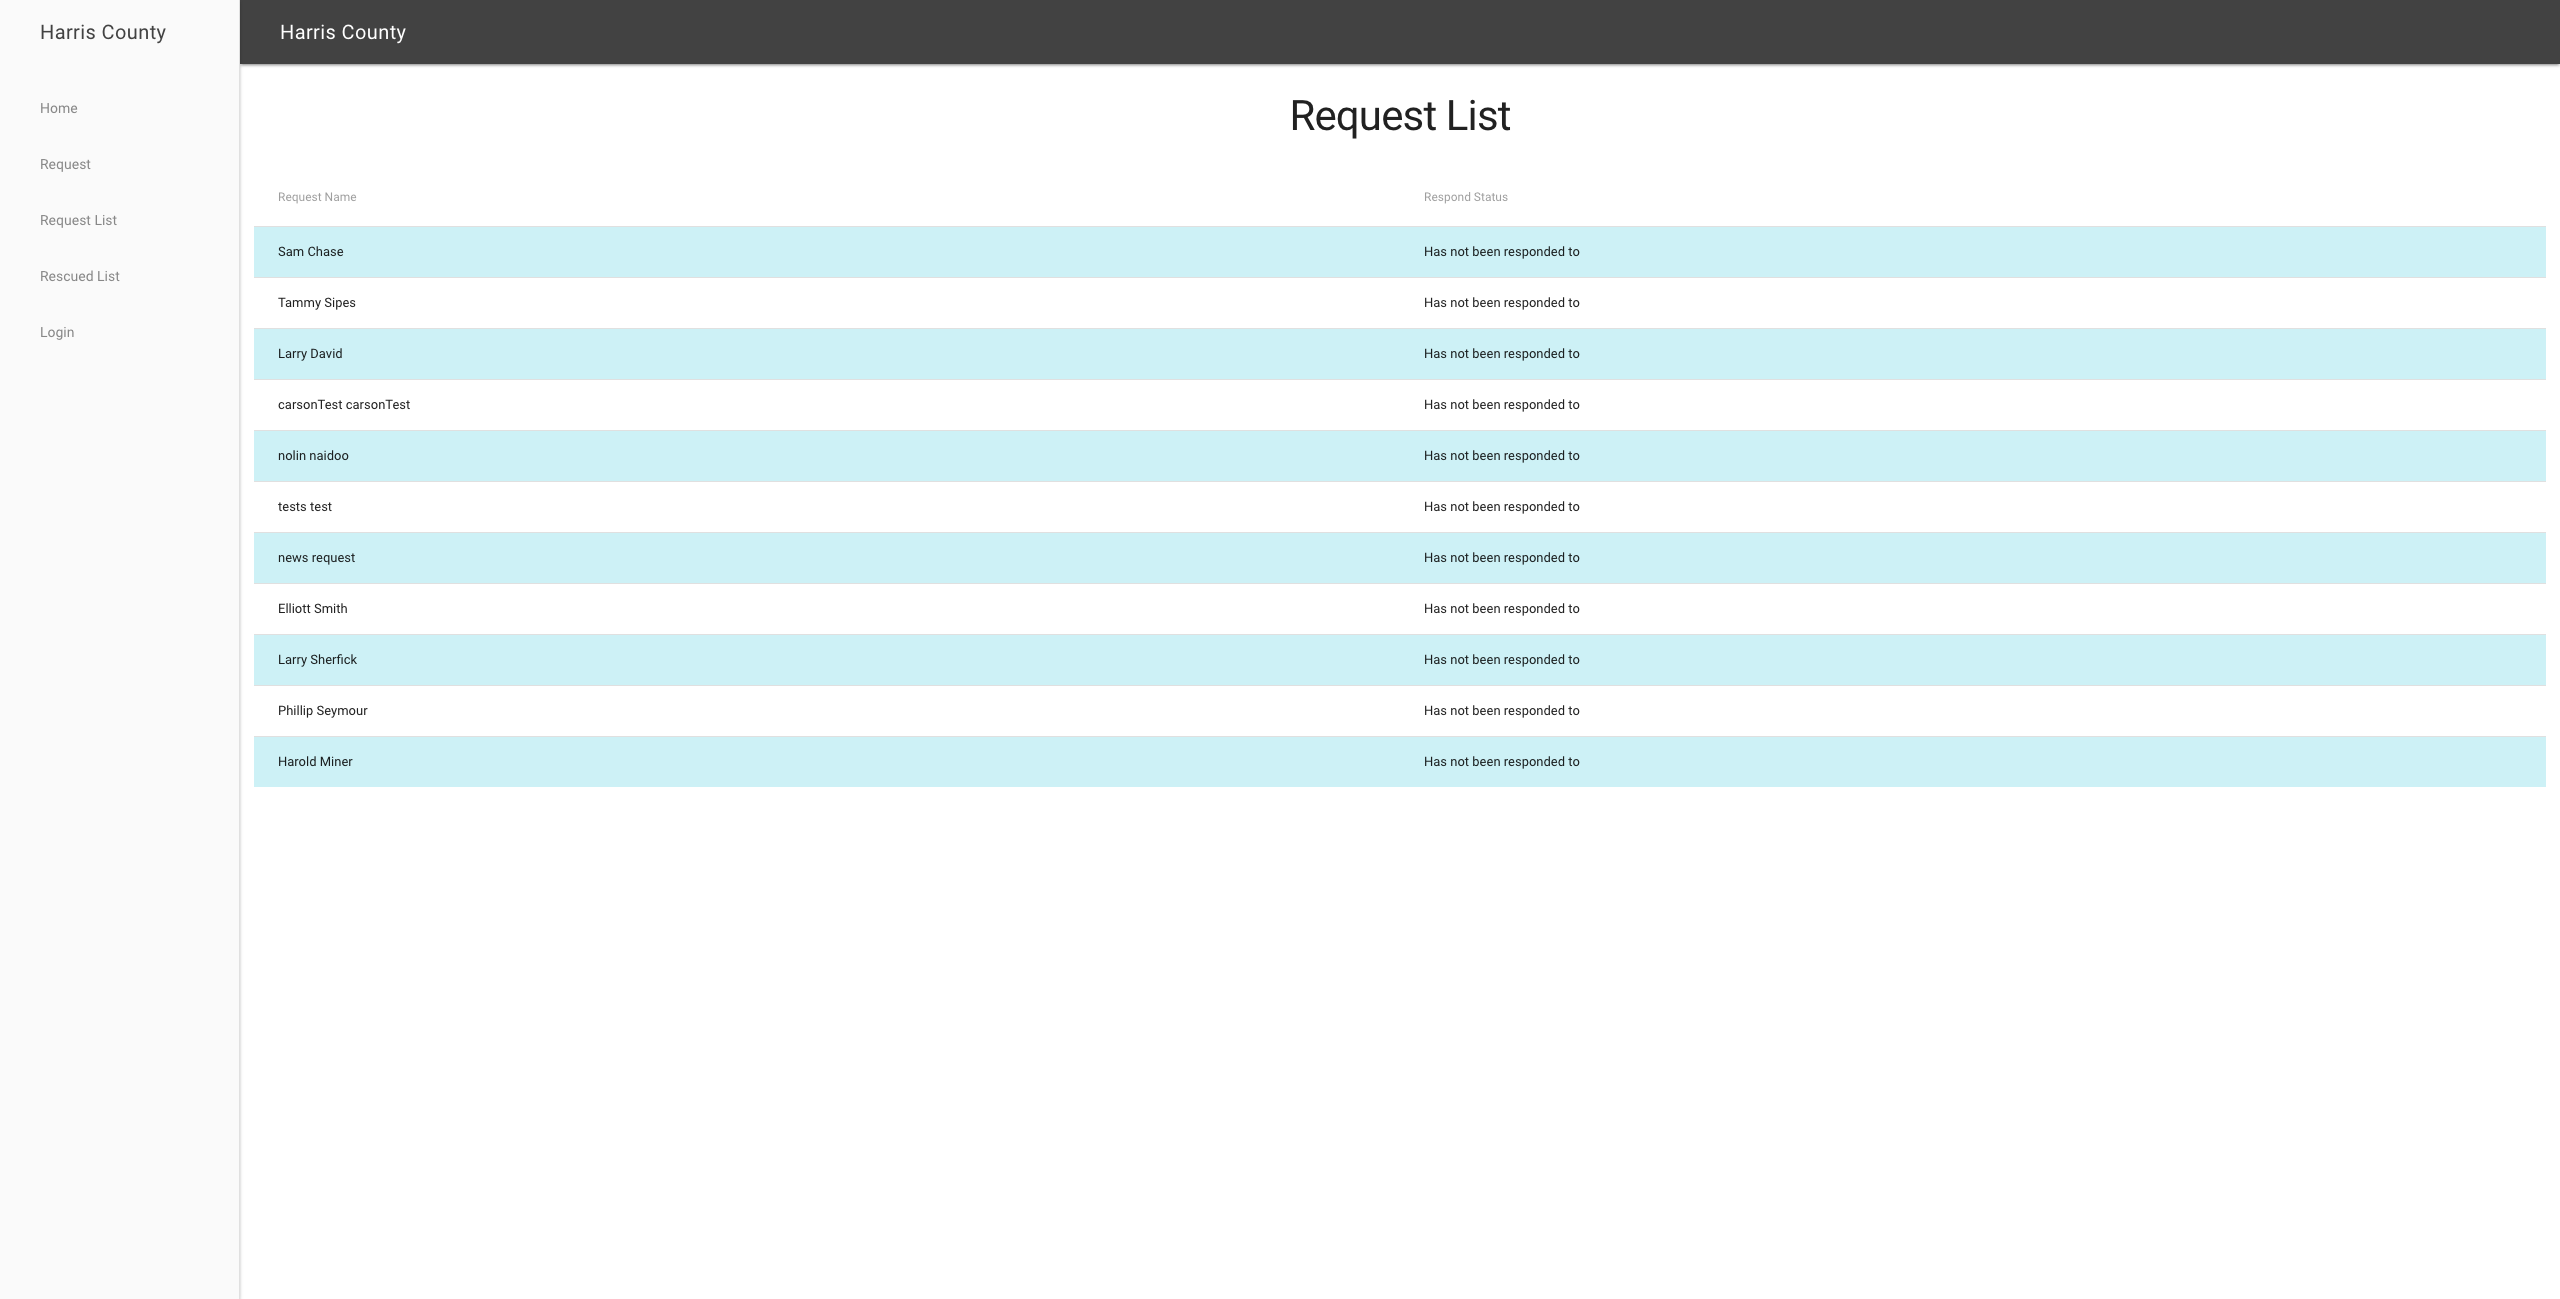 Harris County
Home
Request
Request List
Rescued List
Login
Harris County
Request List
Request Name Respond Status
Sam Chase Has not been responded to
Tammy Sipes Has not been responded to
Larry David Has not been responded to
carsonTest carsonTest Has not been responded to
nolin naidoo Has not been responded to
tests test Has not been responded to
news request Has not been responded to
Elliott Smith Has not been responded to
Larry Sherfick Has not been responded to
Phillip Seymour Has not been responded to
Harold Miner Has not been responded to